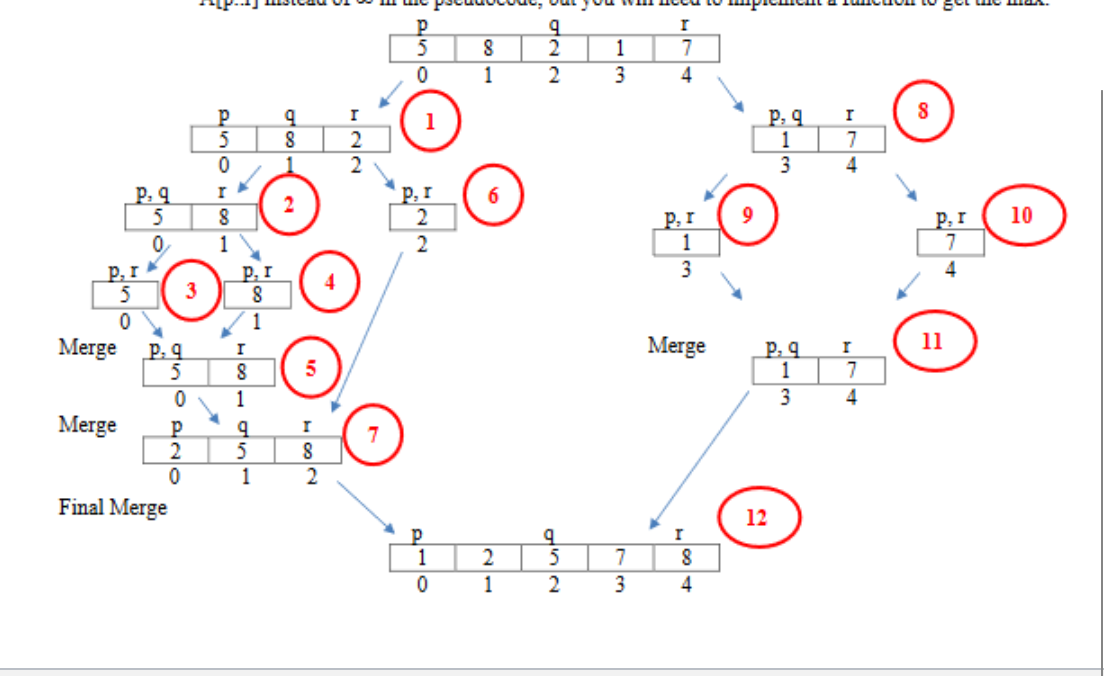 A[p..r] instead of ∞ in the pseudocode, but you will need to implement a function to get the max.
p q r
5 8 2 1 7
0 1 2 3 4
1
8
p q r
5 8 2
0 1 2
p, q r
1 7
3 4
p, q r
5 8
0 1
2
p, r
2
2
6
p, r
1
3
9
p, r
7
4
10
p, r
5
0
3
p, r
8
1
4
Merge p, q r
5 8
0 1
5
Merge p, q r
1 7
3 4
11
Merge p q r
2 5 8
0 1 2
7
Final Merge
12
p q r
1 2 5 7 8
0 1 2 3 4